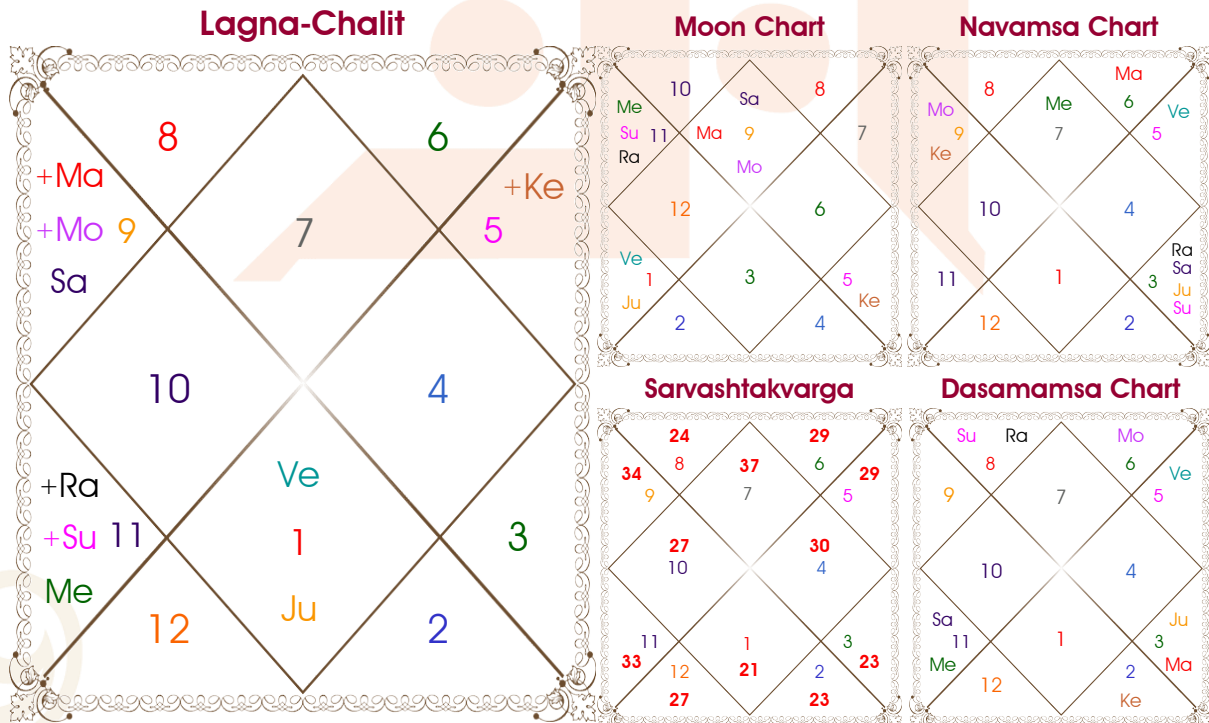 Lagna-Chalit
8
6
+Ma
+Ke
+Mo 9
7
5
Sa
10
4
Ve
+Ra
+Su 11
1
3
Me
Ju
12
2
Moon Chart
10
8
Sa
Me
Su 11
Ma 9
7
Ra
Mo
12
6
Ve
1
3
5
Ju
Ke
2
4
Navamsa Chart
Ma
8
Me
6
Mo
Ve
9
7
5
Ke
10
4
Ra
Sa
11
1
3
Ju
Su
12
2
Sarvashtakvarga
24
29
34
8
37
6
29
9
7
5
27
30
10
4
11
1
3
33
12
21
2
23
27
23
Dasamamsa Chart
Su Ra
Mo
8
6
Ve
9
7
5
10
4
Sa
Ju
11
1
3
Me
Ma
12
2
Ke